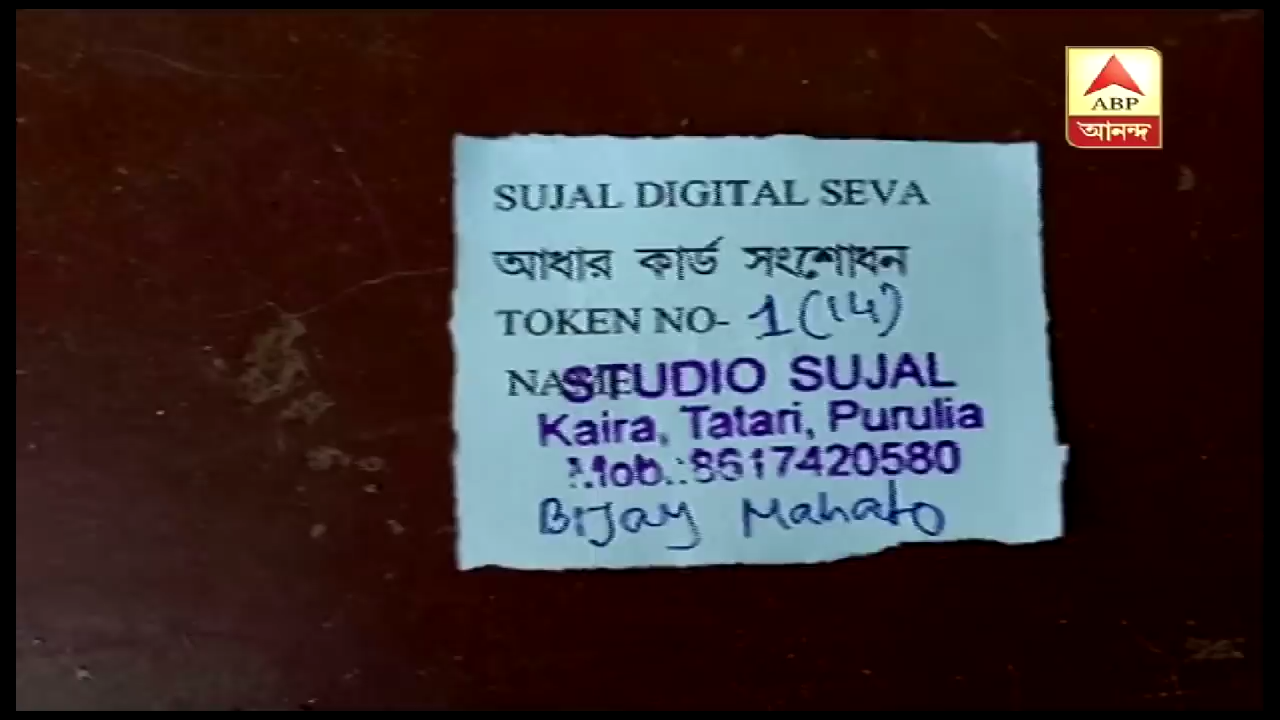 ABP
আনন্দ
SUJAL DIGITAL SEVA
আধার কার্ড সংশোধন
TOKEN NO- 1(14)
NAME
STUDIO SUJAL
Kaira, Tatari, Purulia
Mob.:8617420580
Bijay Mahato